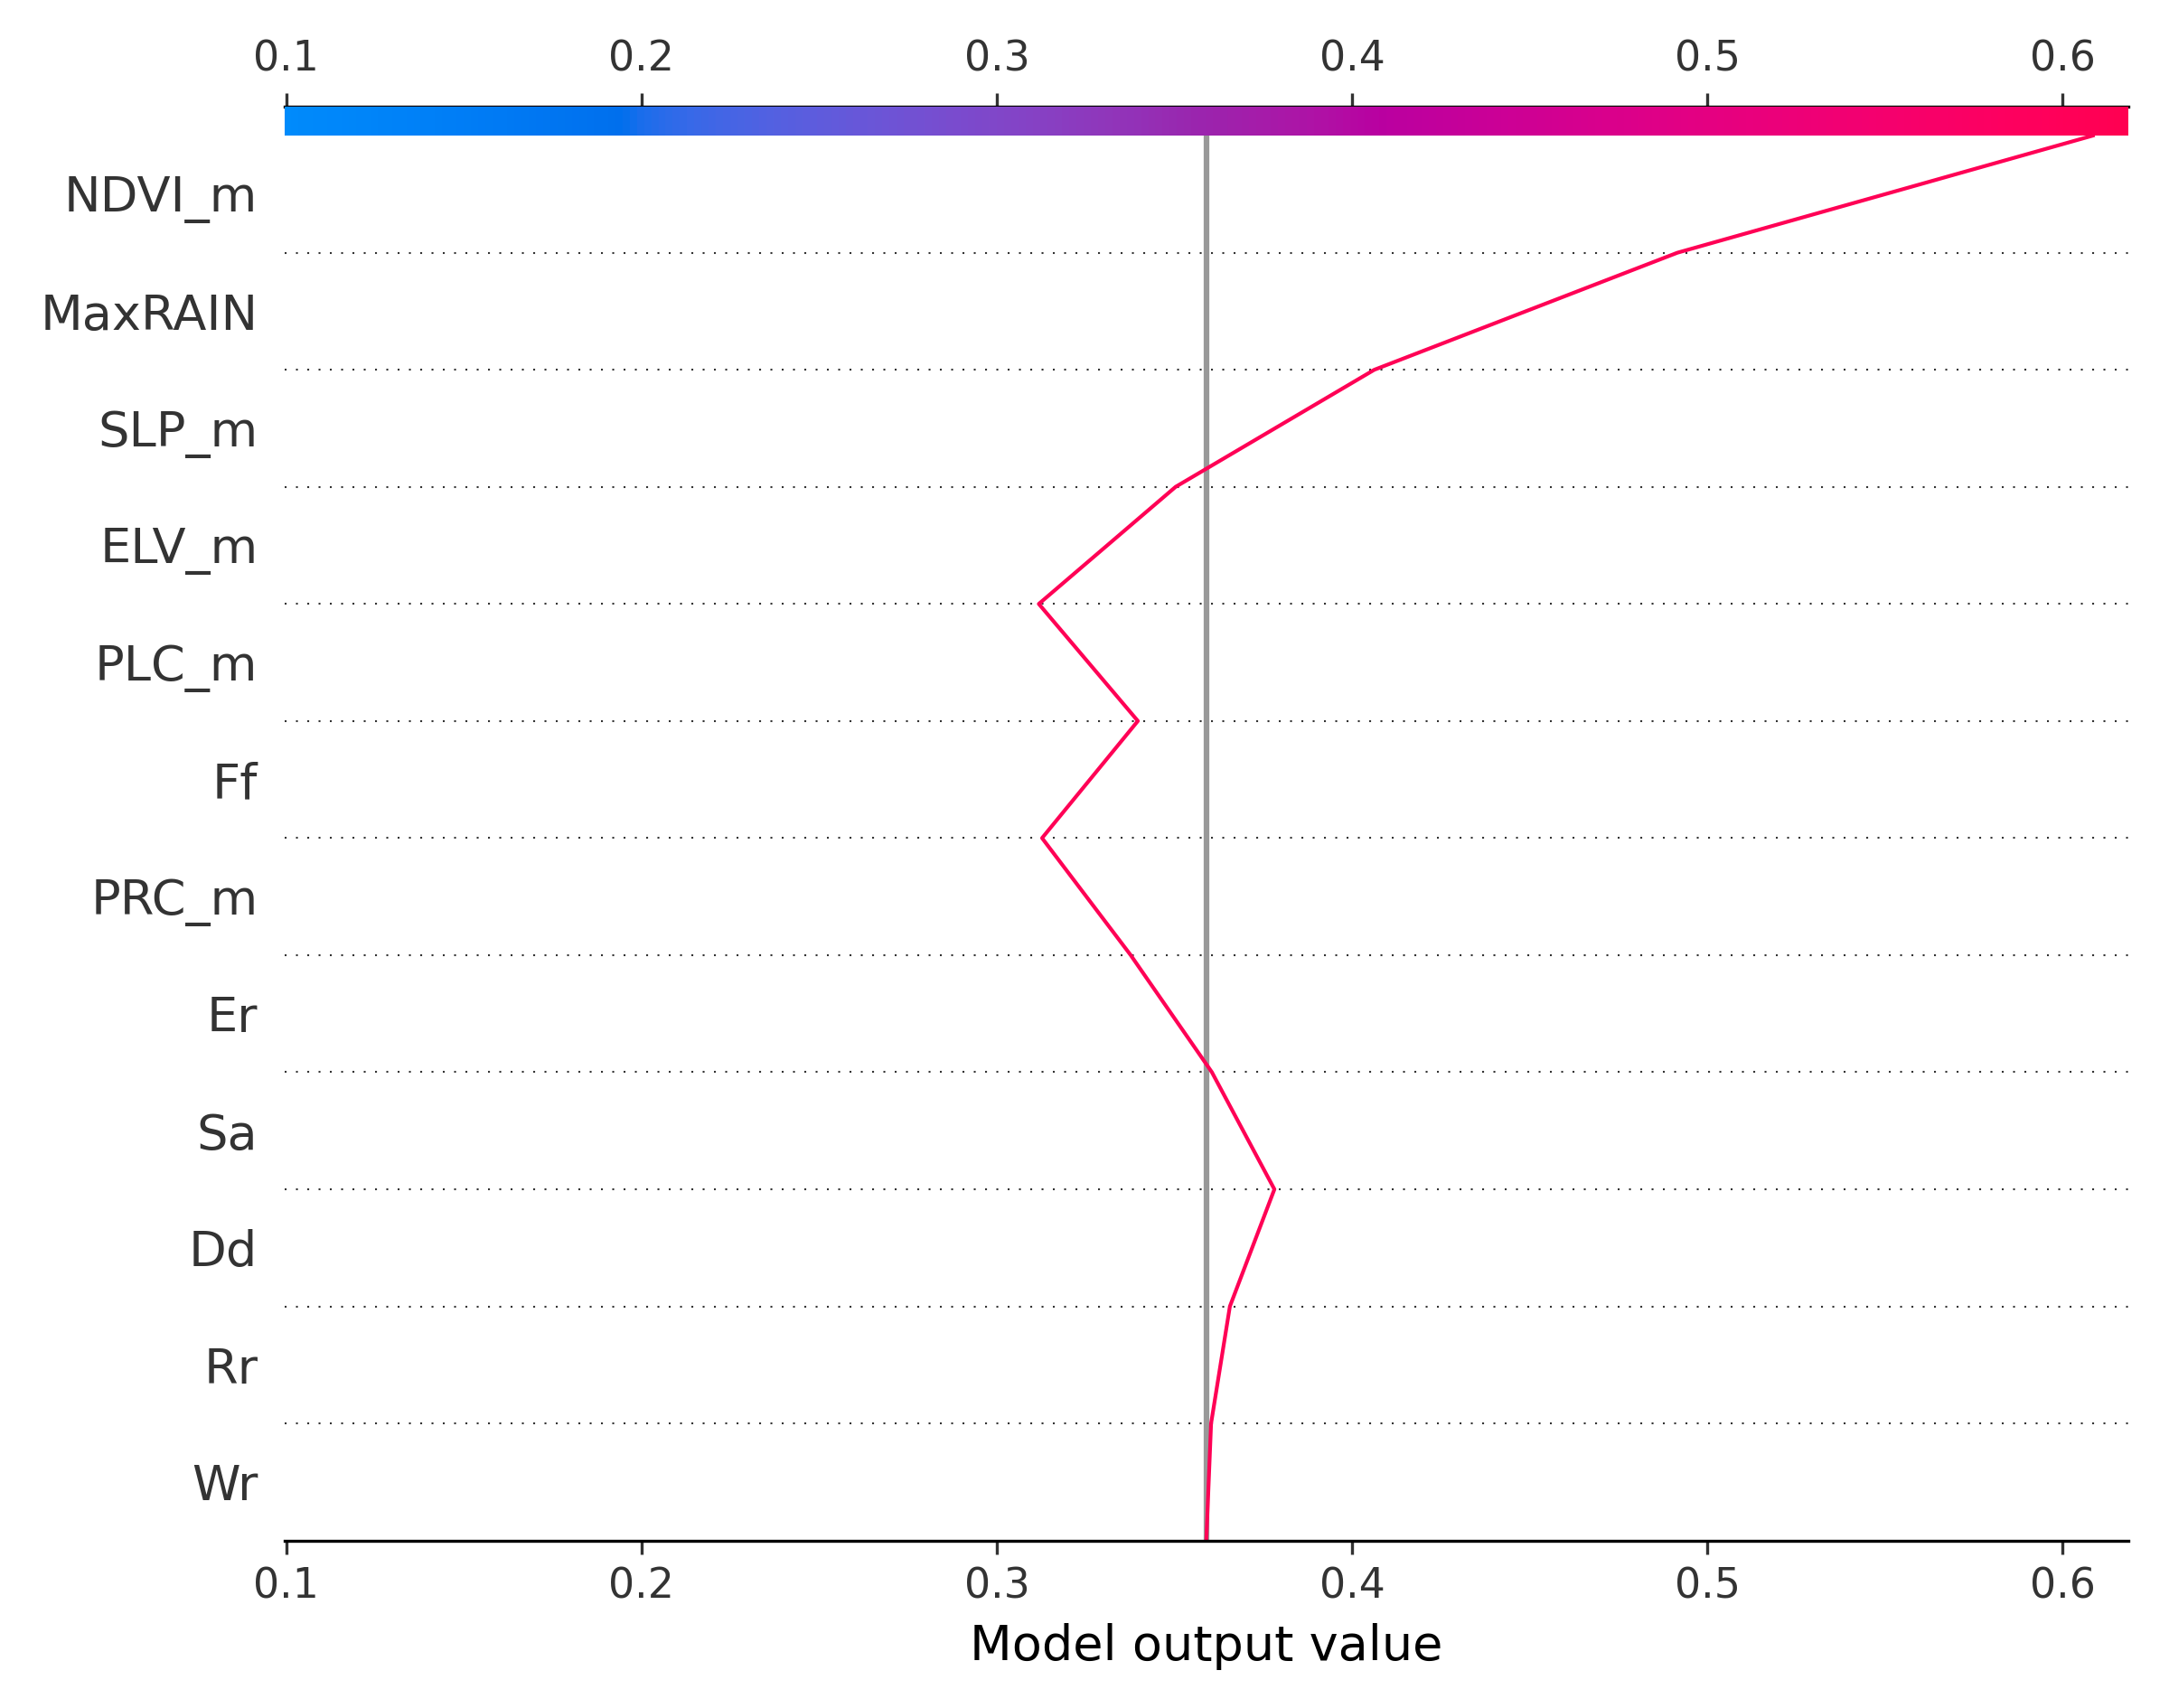 0.1 0.2 0.3 0.4 0.5 0.6
NDVI_m
MaxRAIN
SLP_m
ELV_m
PLC_m
Ff
PRC_m
Er
Sa
Dd
Rr
Wr
0.1 0.2 0.3 0.4 0.5 0.6
Model output value